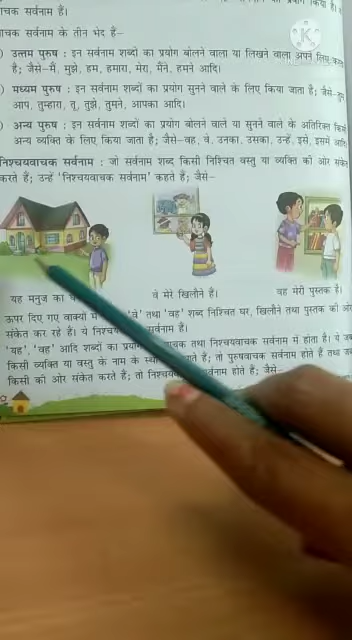 वाचक सर्वनाम हैं।
वाचक सर्वनाम के तीन भेद हैं-
) उत्तम पुरुष : इन सर्वनाम शब्दों का प्रयोग बोलने वाला या लिखने वाला अपने लिए करता
है; जैसे—मैं, मुझे, हम, हमारा, मेरा, मैंने, हमने आदि।
) मध्यम पुरुष : इन सर्वनाम शब्दों का प्रयोग सुनने वाले के लिए किया जाता है; जैसे—तुम,
आप, तुम्हारा, तू, तुझे, तुमने, आपका आदि।
) अन्य पुरुष : इन सर्वनाम शब्दों का प्रयोग बोलने वाले या सुनने वाले के अतिरिक्त किसी
अन्य व्यक्ति के लिए किया जाता है; जैसे—वह, वे, उनका, उसका, उन्हें, इसे, इसमें आदि
निश्चयवाचक सर्वनाम : जो सर्वनाम शब्द किसी निश्चित वस्तु या व्यक्ति की ओर संकेत
करते हैं; उन्हें 'निश्चयवाचक सर्वनाम' कहते हैं; जैसे—
यह मनुज का
वे मेरे खिलौने हैं।
वह मेरी पुस्तक है।
ऊपर दिए गए वाक्यों में 'वे' तथा 'वह' शब्द निश्चित घर, खिलौने तथा पुस्तक की ओर
संकेत कर रहे हैं। ये सर्वनाम हैं।
'यह', 'वह' आदि शब्दों का तथा निश्चयवाचक सर्वनाम में होता है। ये जब
किसी व्यक्ति या वस्तु के नाम के हैं; तो पुरुषवाचक सर्वनाम होते हैं तथा जब
किसी की ओर संकेत करते हैं; तो होते हैं; जैसे—